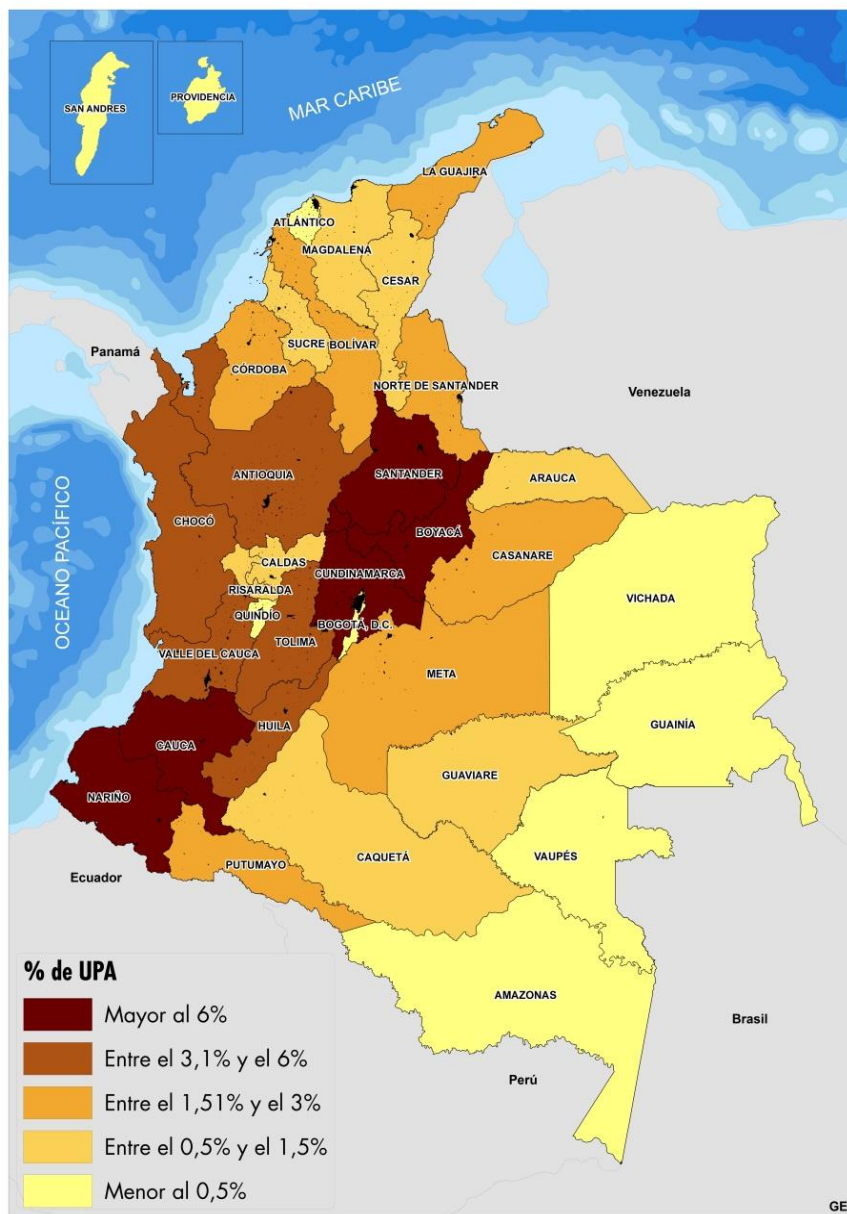 SAN ANDRES
PROVIDENCIA
MAR CARIBE
LA GUAJIRA
ATLÁNTICO
MAGDALENA
CESAR
SUCRE
BOLÍVAR
Panamá
CÓRDOBA
NORTE DE SANTANDER
Venezuela
ANTIOQUIA
SANTANDER
ARAUCA
OCEANO PACÍFICO
CHOCÓ
BOYACÁ
CASANARE
CALDAS
CUNDINAMARCA
RISARALDA
VICHADA
QUINDÍO
BOGOTÁ, D.C.
TOLIMA
VALLE DEL CAUCA
META
HUILA
GUAINÍA
CAUCA
GUAVIARE
NARIÑO
VAUPÉS
PUTUMAYO
CAQUETÁ
Ecuador
AMAZONAS
Brasil
Perú
% de UPA
Mayor al 6%
Entre el 3,1% y el 6%
Entre el 1,51% y el 3%
Entre el 0,5% y el 1,5%
Menor al 0,5%
GE